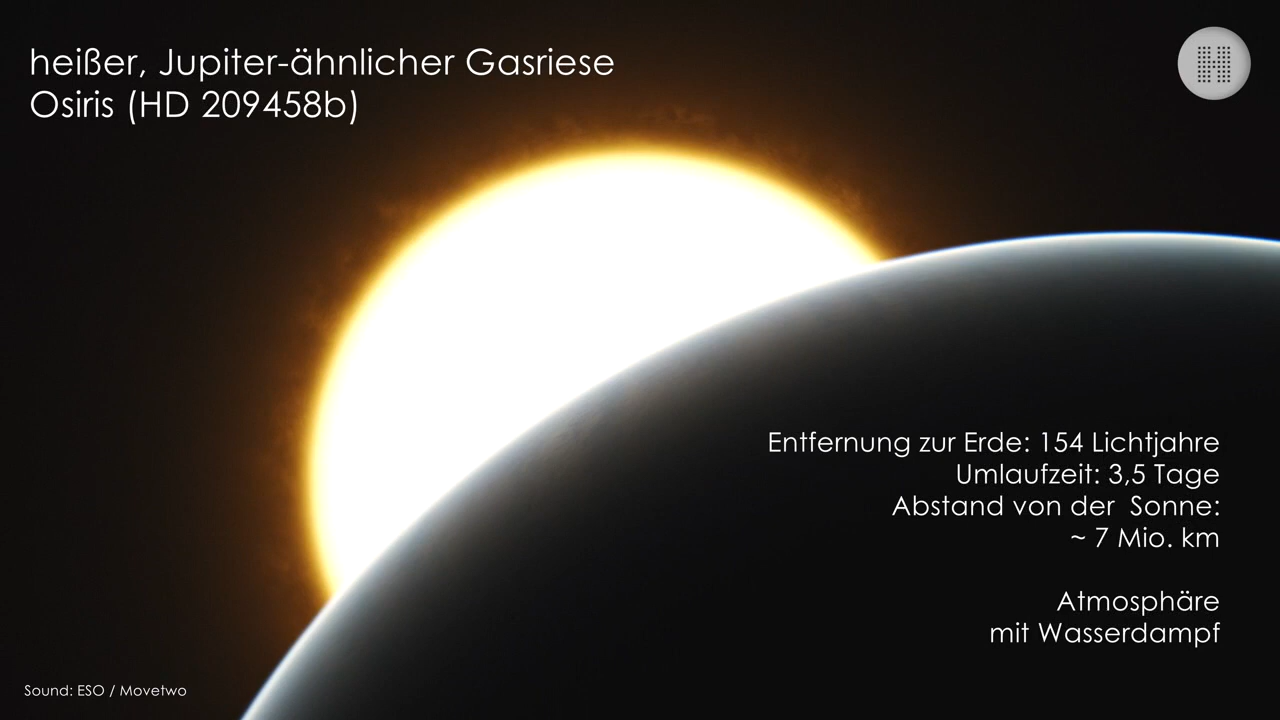 heißer, Jupiter-ähnlicher Gasriese
Osiris (HD 209458b)
H
Entfernung zur Erde: 154 Lichtjahre
Umlaufzeit: 3,5 Tage
Abstand von der  Sonne:
~ 7 Mio. km
Atmosphäre
mit Wasserdampf
Sound: ESO / Movetwo